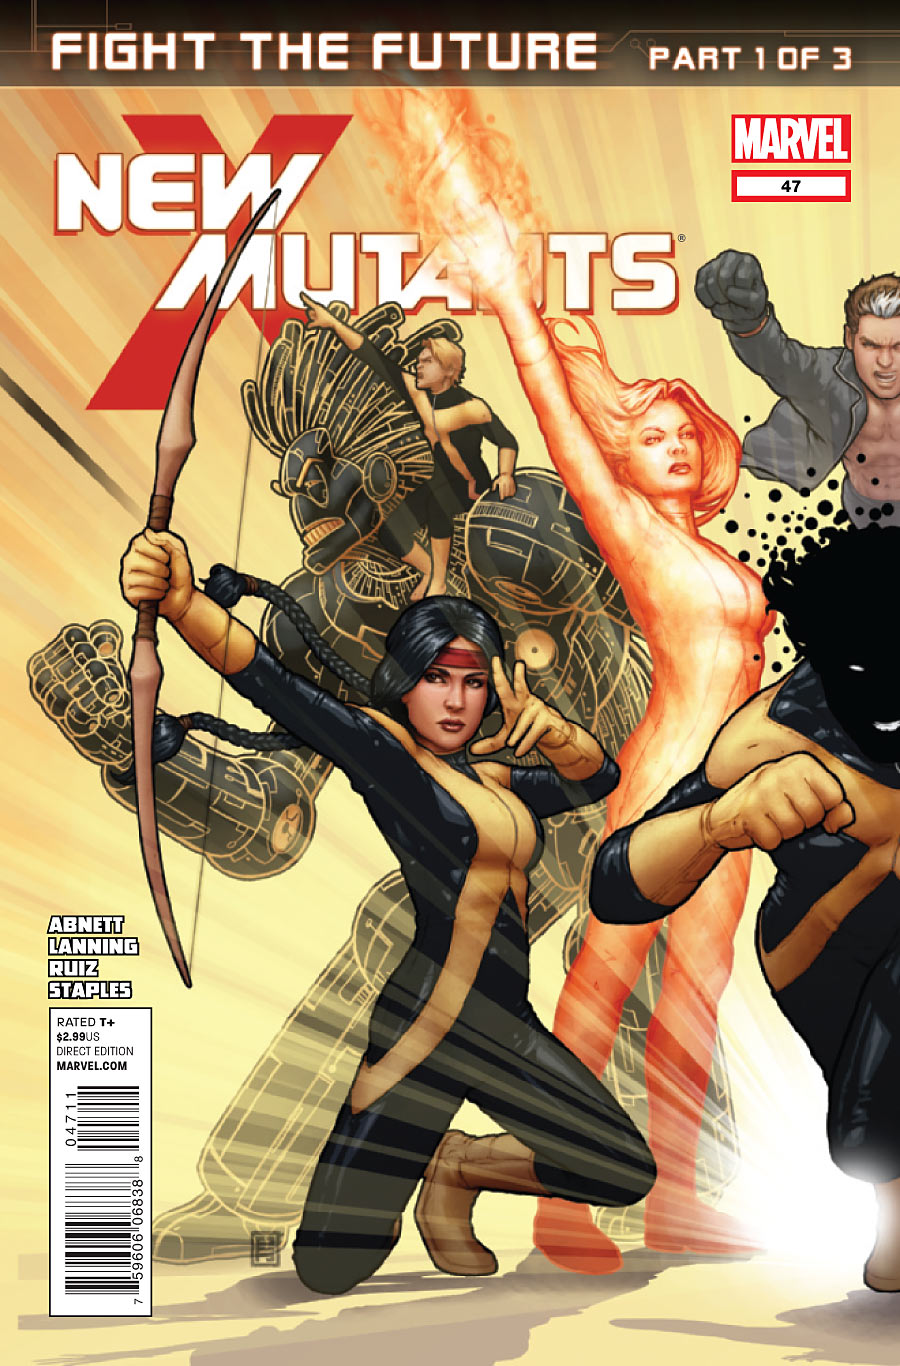 FIGHT THE FUTURE PART 1 OF 3
MARVEL
47
NEW
MUTANTS®
X
ABNETT
LANNING
RUIZ
STAPLES
RATED T+
$2.99US
DIRECT EDITION
MARVEL.COM
04711
7 59606 06838 8